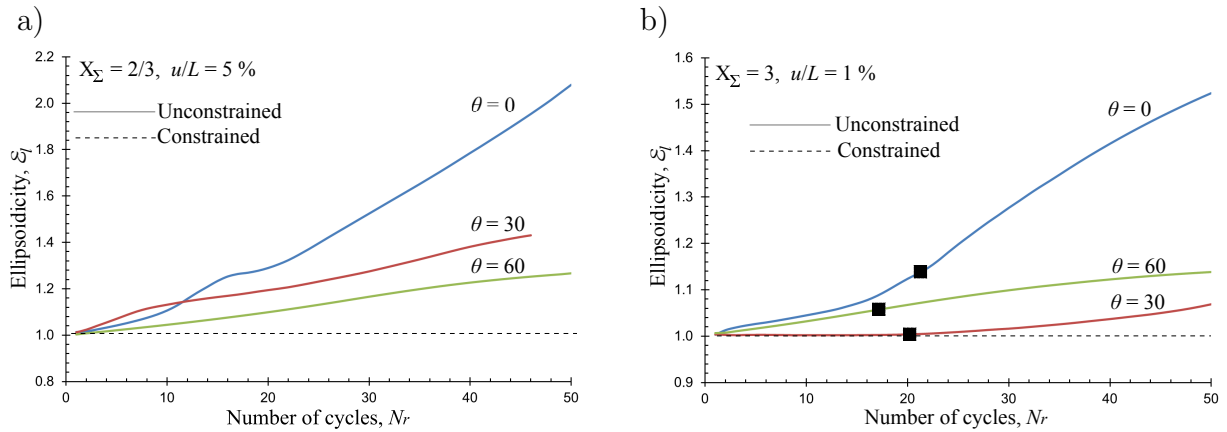 a)
X_Σ = 2/3, u/L = 5 %
Unconstrained
Constrained
θ = 0
θ = 30
θ = 60
Ellipsoidicity, ℰ_l
2.2
2.0
1.8
1.6
1.4
1.2
1.0
0.8
0 10 20 30 40 50
Number of cycles, Nr
b)
X_Σ = 3, u/L = 1 %
Unconstrained
Constrained
θ = 0
θ = 60
θ = 30
Ellipsoidicity, ℰ_l
1.6
1.5
1.4
1.3
1.2
1.1
1.0
0.9
0 10 20 30 40 50
Number of cycles, Nr